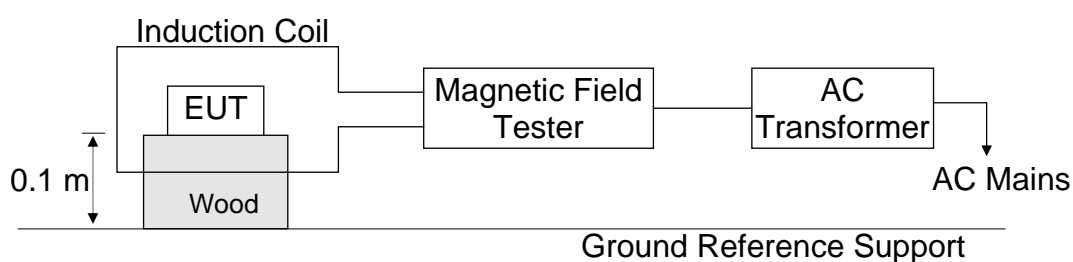 Induction Coil
EUT
Magnetic Field
Tester
AC
Transformer
0.1 m
Wood
AC Mains
Ground Reference Support